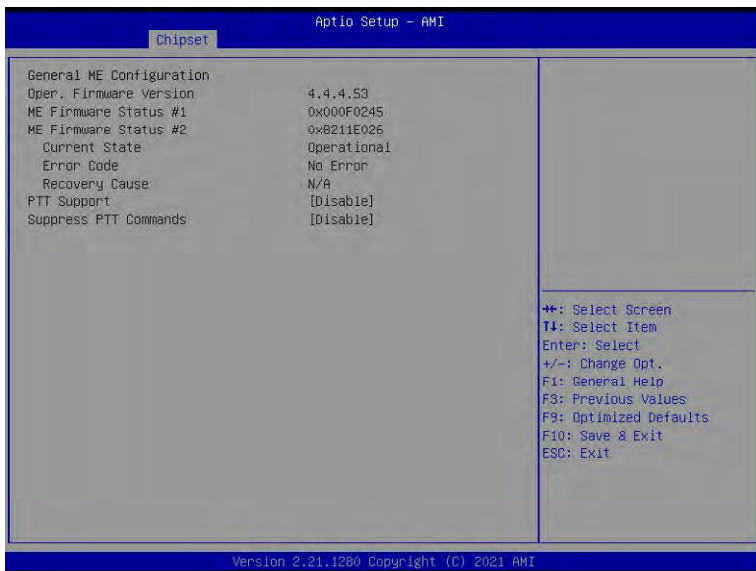 Aptio Setup - AMI
Chipset
General ME Configuration
Oper. Firmware Version 4.4.4.53
ME Firmware Status #1 0x000F0245
ME Firmware Status #2 0x8211E026
Current State Operational
Error Code No Error
Recovery Cause N/A
PTT Support [Disable]
Suppress PTT Commands [Disable]
→←: Select Screen
↑↓: Select Item
Enter: Select
+/-: Change Opt.
F1: General Help
F3: Previous Values
F9: Optimized Defaults
F10: Save & Exit
ESC: Exit
Version 2.21.1280 Copyright (C) 2021 AMI